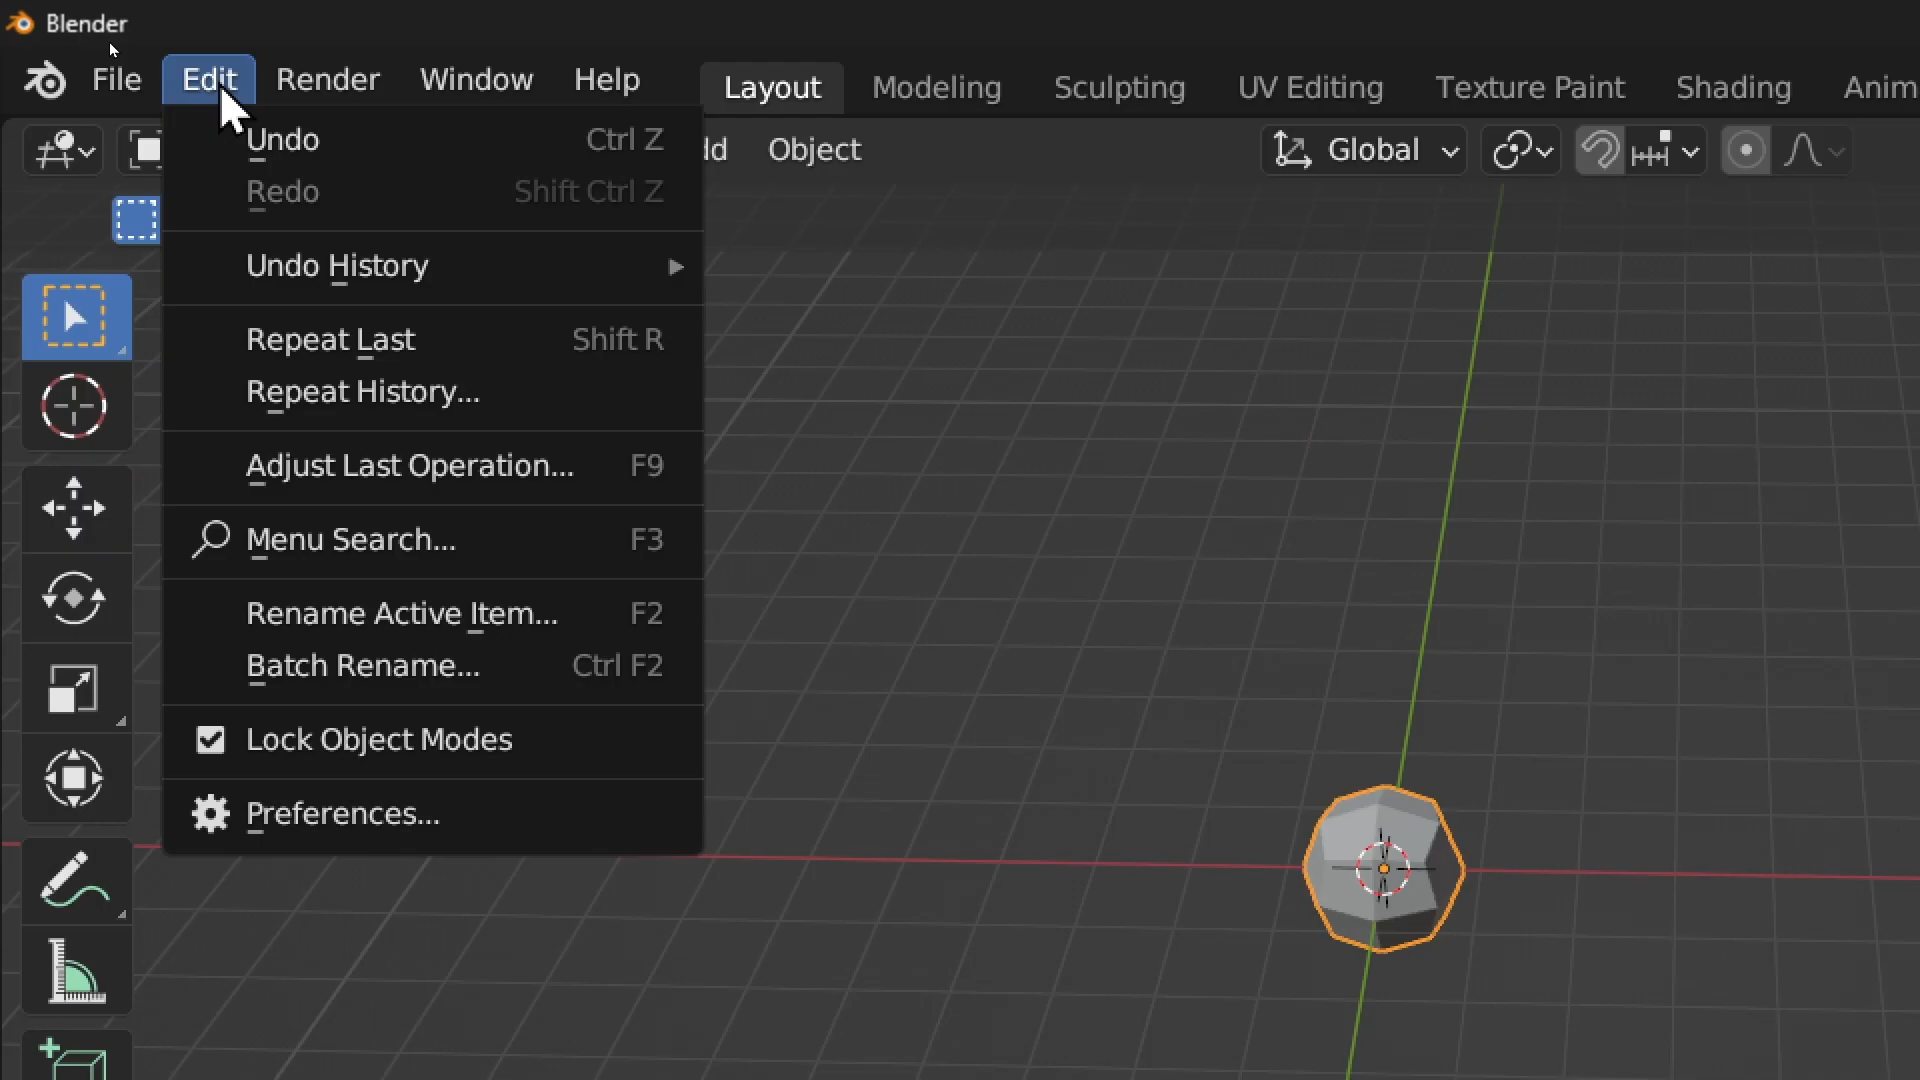 Blender
File Edit Render Window Help Layout Modeling Sculpting UV Editing Texture Paint Shading Anim
dd Object Global
Undo Ctrl Z
Redo Shift Ctrl Z
Undo History
Repeat Last Shift R
Repeat History...
Adjust Last Operation... F9
Menu Search... F3
Rename Active Item... F2
Batch Rename... Ctrl F2
Lock Object Modes
Preferences...